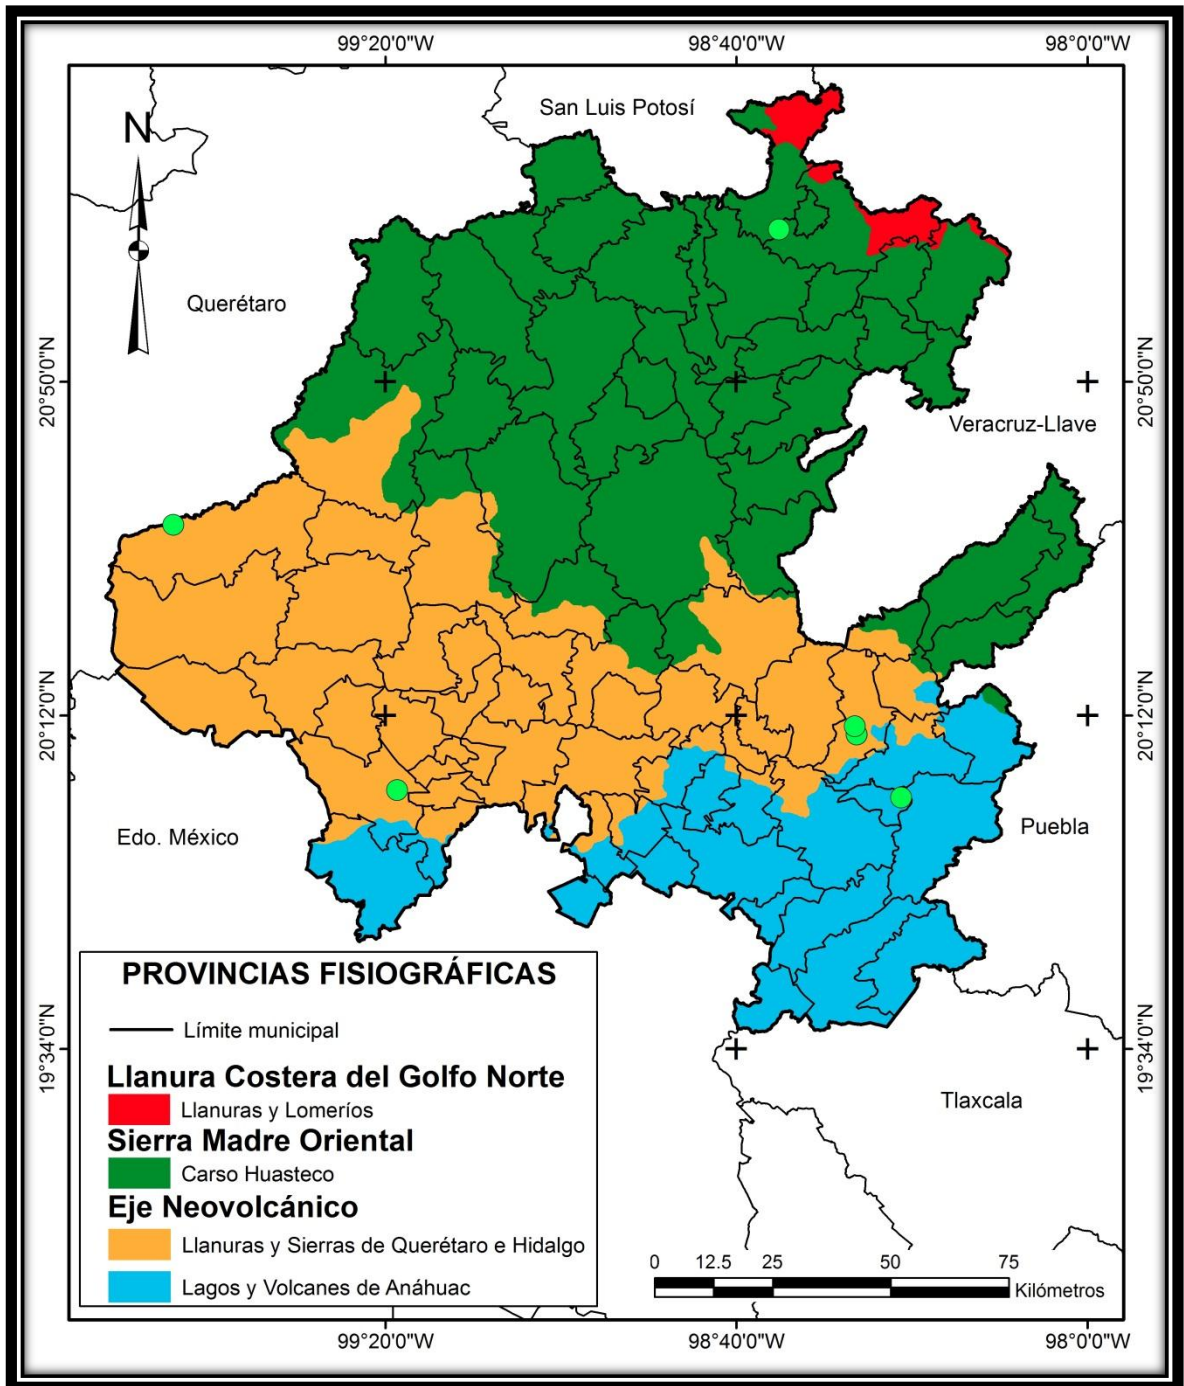 99°20'0"W 98°40'0"W 98°0'0"W
San Luis Potosí
N
Querétaro
20°50'0"N
20°50'0"N
Veracruz-Llave
20°12'0"N
20°12'0"N
Edo. México
Puebla
PROVINCIAS FISIOGRÁFICAS
Límite municipal
19°34'0"N
19°34'0"N
Llanura Costera del Golfo Norte
Llanuras y Lomeríos
Tlaxcala
Sierra Madre Oriental
Carso Huasteco
Eje Neovolcánico
Llanuras y Sierras de Querétaro e Hidalgo
Lagos y Volcanes de Anáhuac
0 12.5 25 50 75
Kilómetros
99°20'0"W 98°40'0"W 98°0'0"W